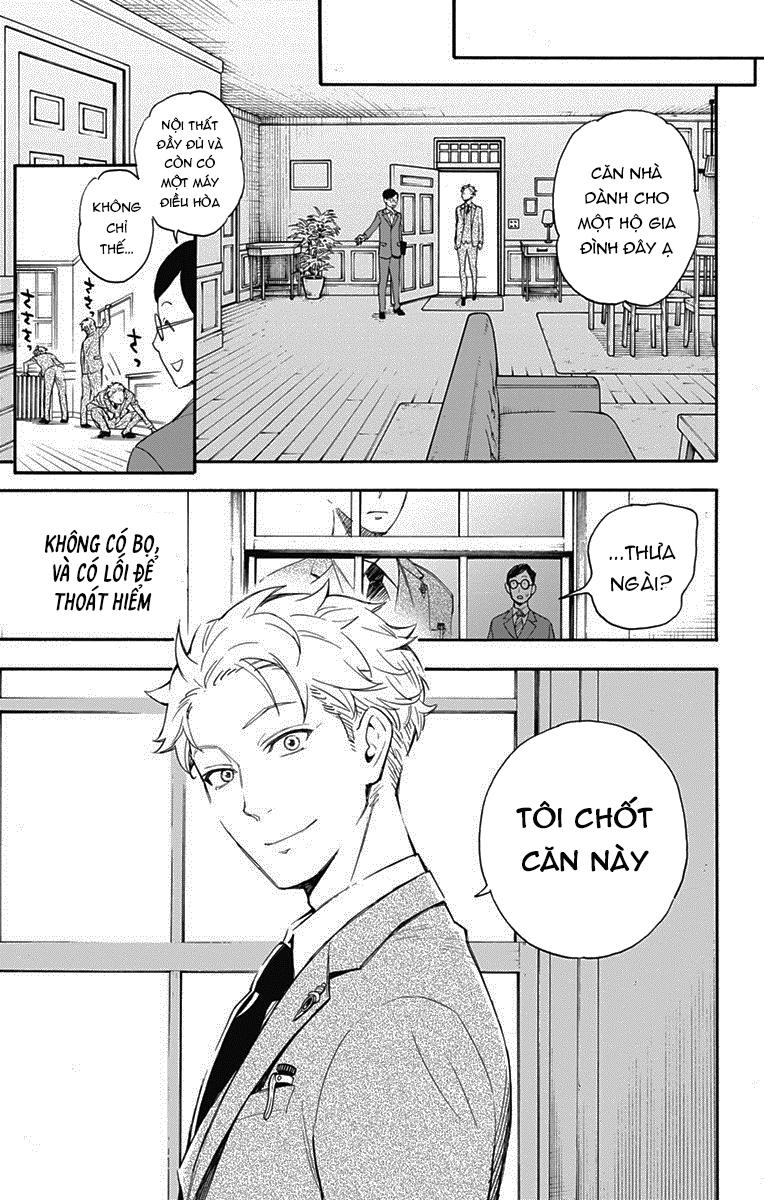 CĂN NHÀ
DÀNH CHO
MỘT HỘ GIA
ĐÌNH ĐÂY Ạ
NỘI THẤT
ĐẦY ĐỦ VÀ
CÒN CÓ
MỘT MÁY
ĐIỀU HÒA
KHÔNG
CHỈ
THẾ...
...THƯA
NGÀI?
KHÔNG CÓ BỌ,
VÀ CÓ LỐI ĐỂ
THOÁT HIỂM
TÔI CHỐT
CĂN NÀY